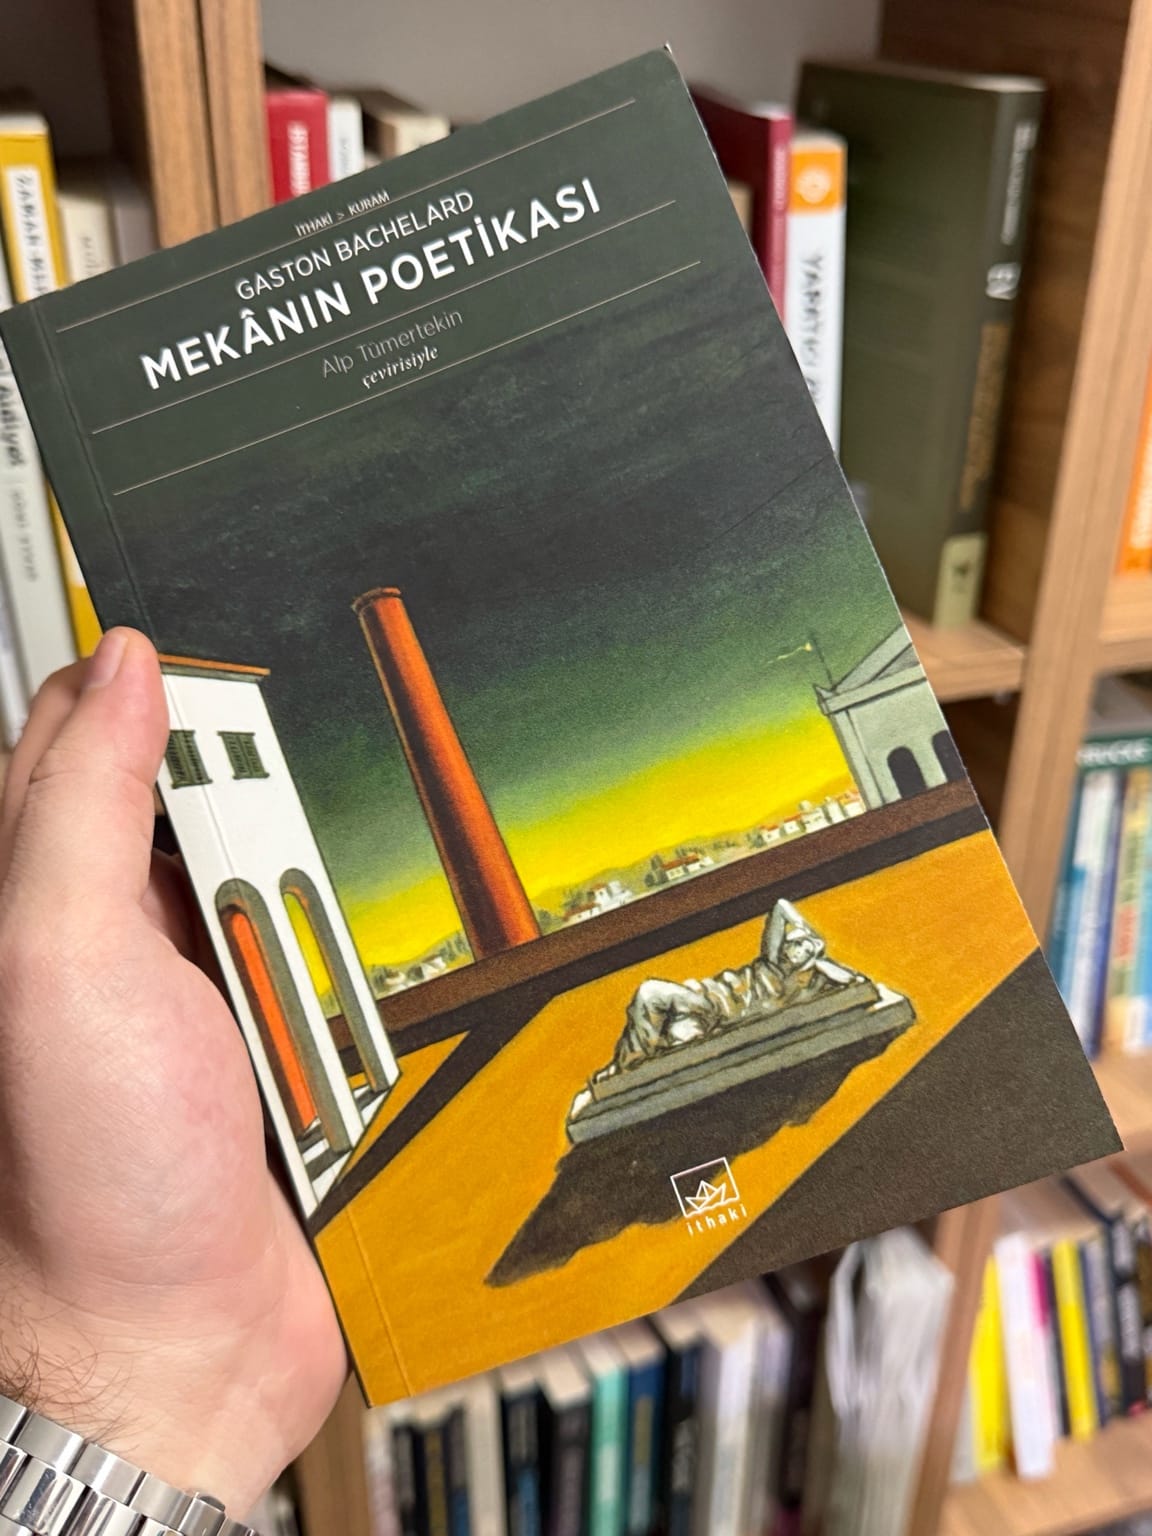 İTHAKİ > KURAM
GASTON BACHELARD
MEKÂNIN POETİKASI
Alp Tümertekin
çevirisiyle
ithaki